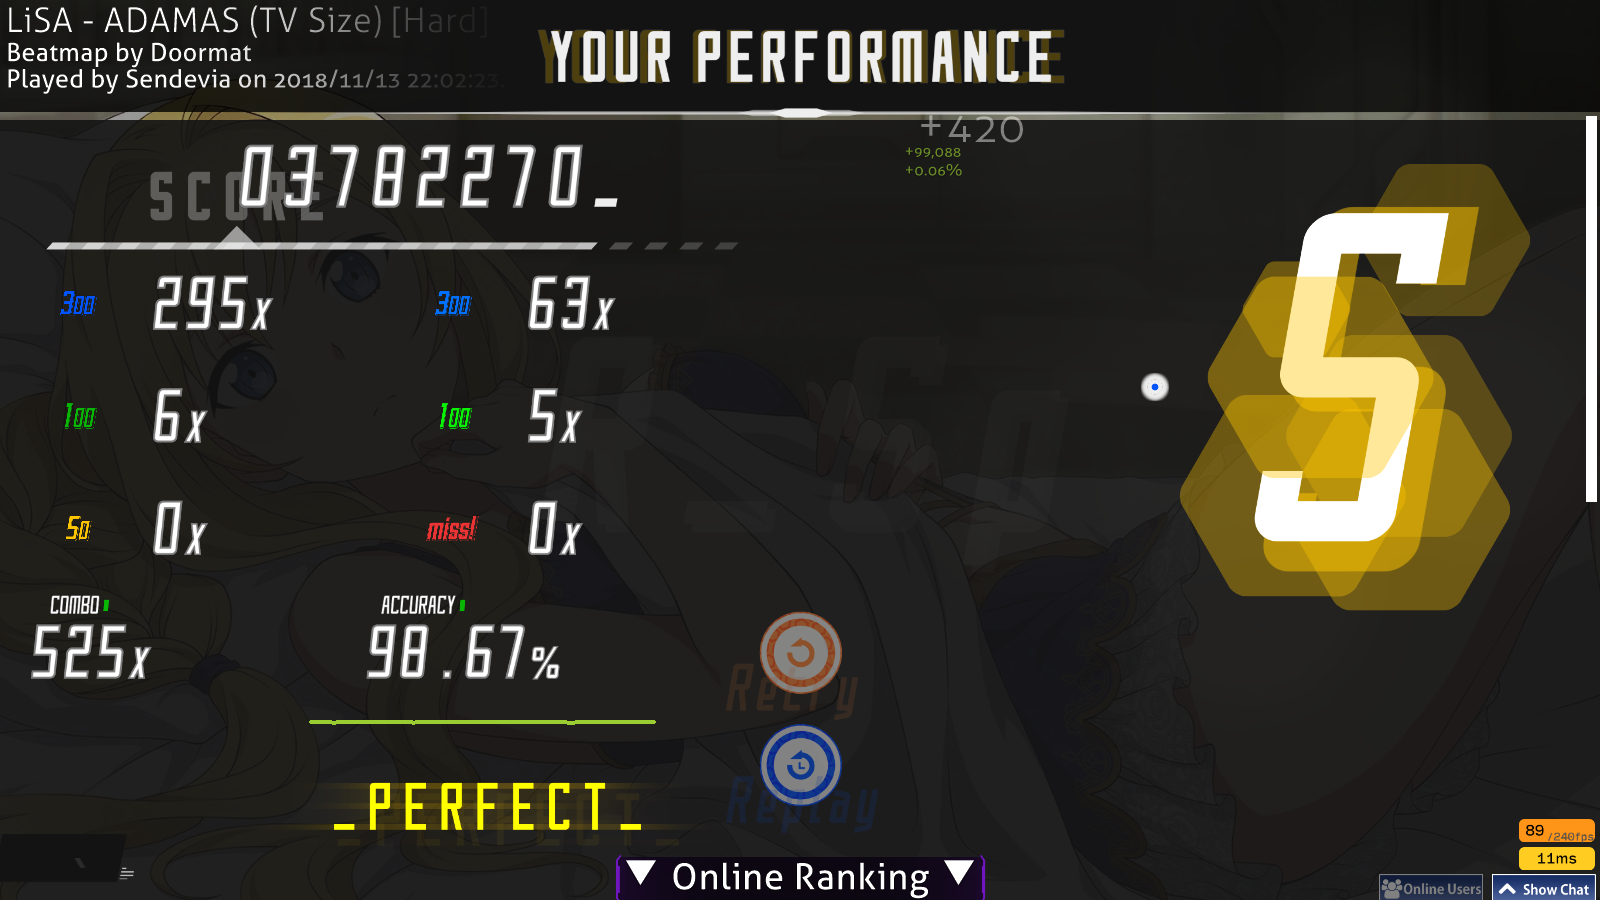 LiSA - ADAMAS (TV Size) [Hard]
Beatmap by Doormat
Played by Sendevia on 2018/11/13 22:02:23.
YOUR PERFORMANCE
+420
+99,088
+0.06%
SCORE
03782270_
300 295x 300 63x
100 6x 100 5x
50 0x miss! 0x
COMBO ACCURACY
525x 98.67%
S
Retry
Replay
_PERFECT_
Online Ranking
89 /240fps
11ms
Online Users
Show Chat